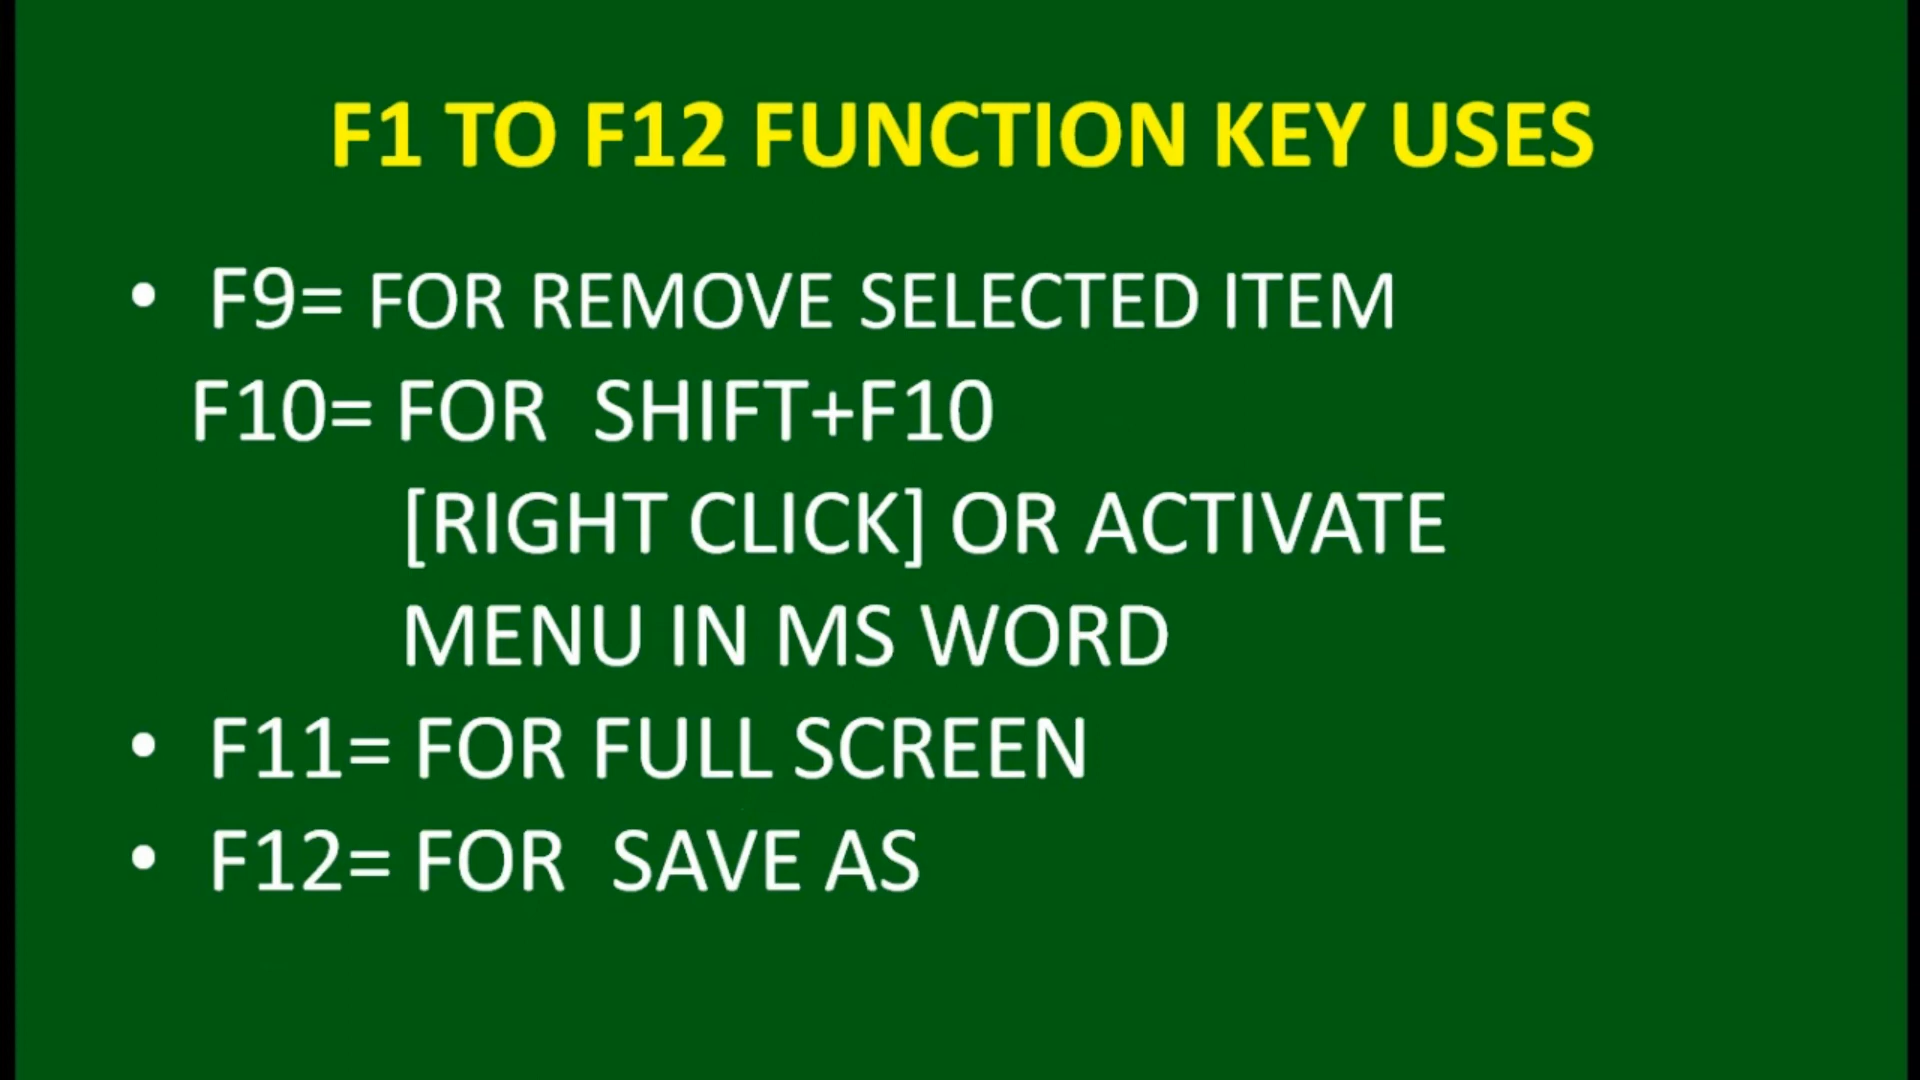 F1 TO F12 FUNCTION KEY USES
• F9= FOR REMOVE SELECTED ITEM
F10= FOR SHIFT+F10
[RIGHT CLICK] OR ACTIVATE
MENU IN MS WORD
• F11= FOR FULL SCREEN
• F12= FOR SAVE AS